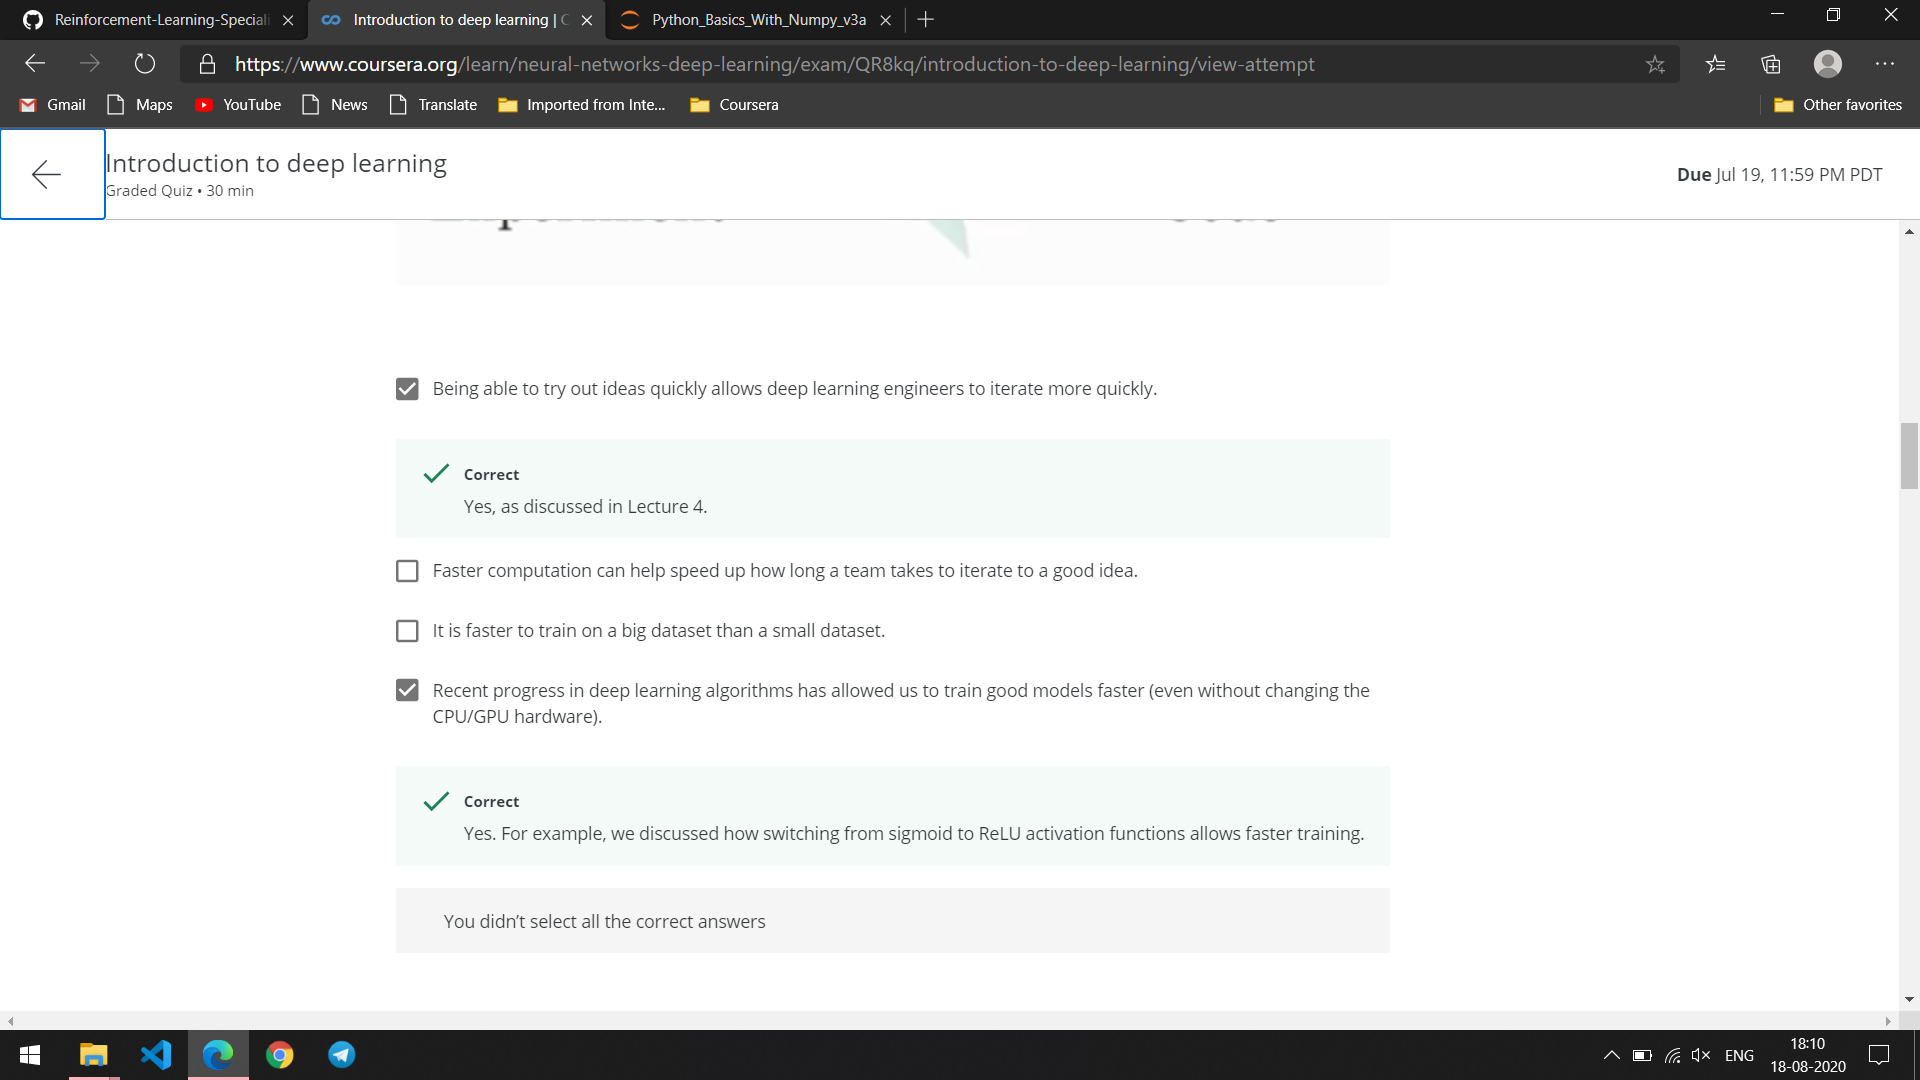 Reinforcement-Learning-Speciali
Introduction to deep learning | C
Python_Basics_With_Numpy_v3a
https://www.coursera.org/learn/neural-networks-deep-learning/exam/QR8kq/introduction-to-deep-learning/view-attempt
Gmail Maps YouTube News Translate Imported from Inte... Coursera Other favorites
Introduction to deep learning
Graded Quiz • 30 min
Due Jul 19, 11:59 PM PDT
Being able to try out ideas quickly allows deep learning engineers to iterate more quickly.
Correct
Yes, as discussed in Lecture 4.
Faster computation can help speed up how long a team takes to iterate to a good idea.
It is faster to train on a big dataset than a small dataset.
Recent progress in deep learning algorithms has allowed us to train good models faster (even without changing the
CPU/GPU hardware).
Correct
Yes. For example, we discussed how switching from sigmoid to ReLU activation functions allows faster training.
You didn’t select all the correct answers
ENG
18:10
18-08-2020